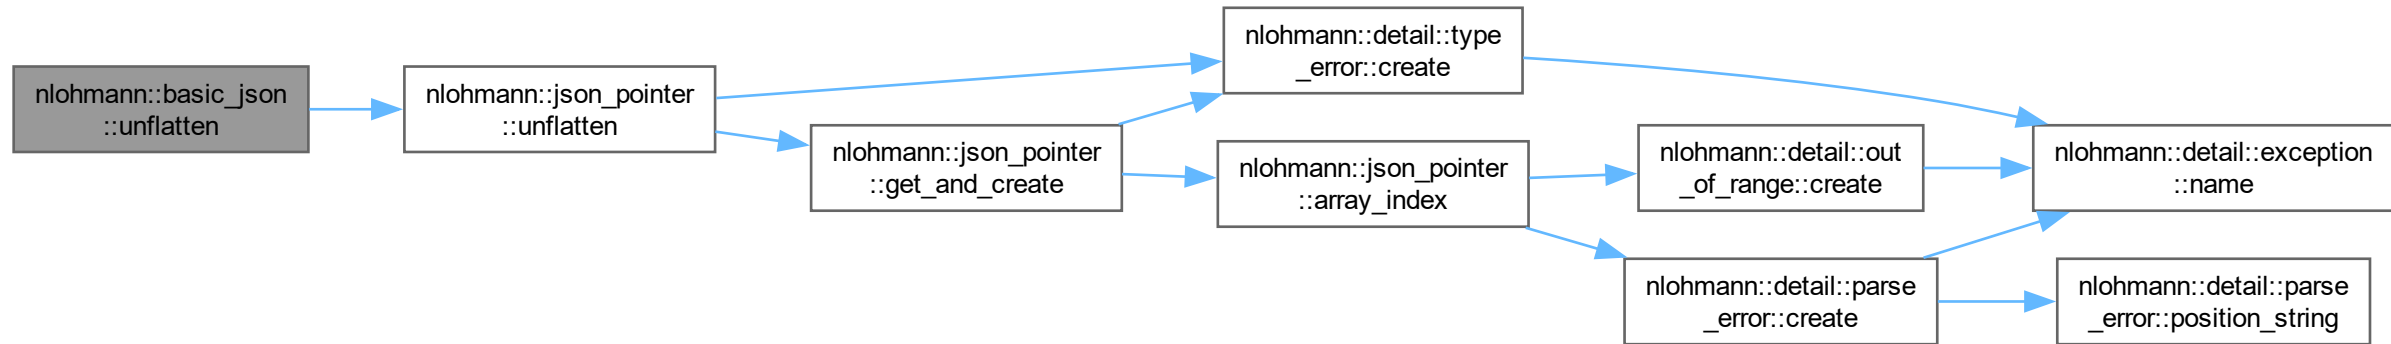 nlohmann::basic_json
::unflatten
nlohmann::json_pointer
::unflatten
nlohmann::json_pointer
::get_and_create
nlohmann::detail::type
_error::create
nlohmann::json_pointer
::array_index
nlohmann::detail::out
_of_range::create
nlohmann::detail::parse
_error::create
nlohmann::detail::exception
::name
nlohmann::detail::parse
_error::position_string